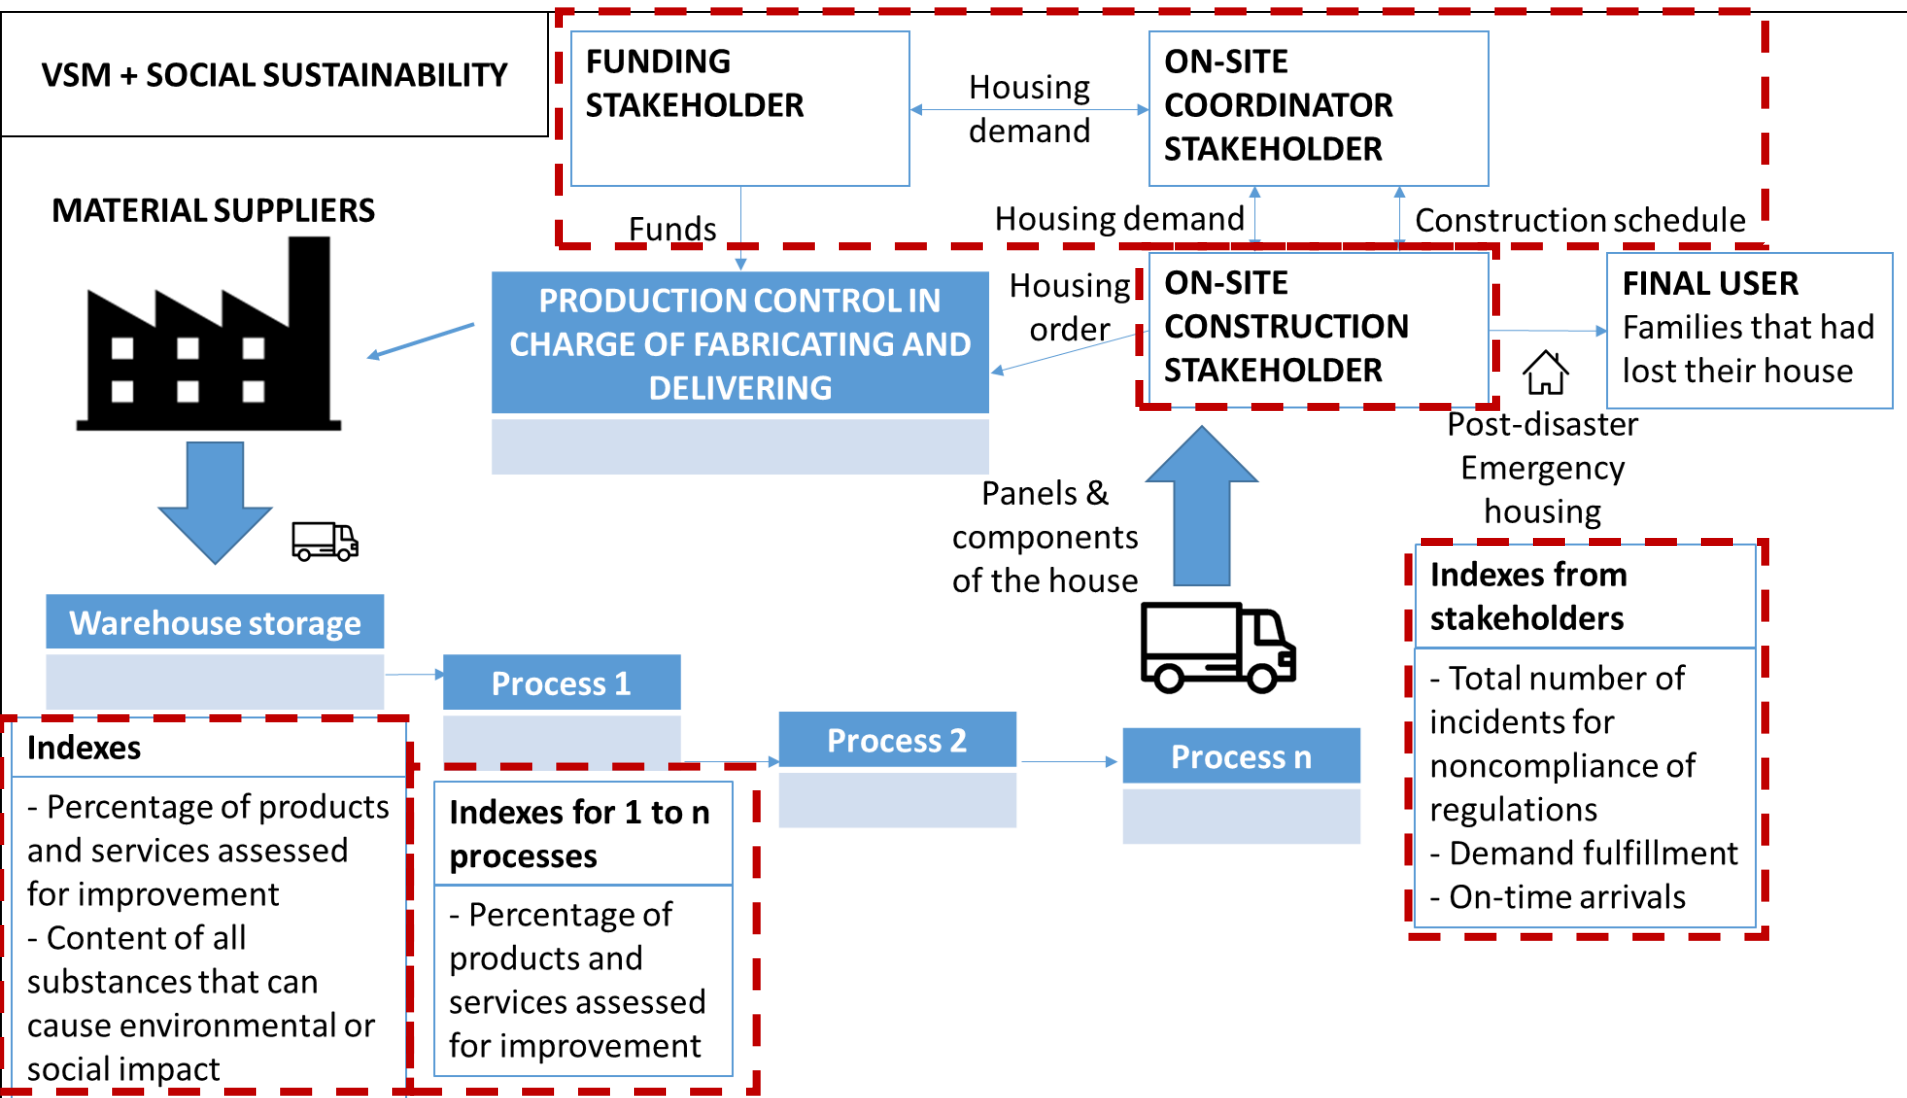 VSM + SOCIAL SUSTAINABILITY
FUNDING
STAKEHOLDER
Housing
demand
ON-SITE
COORDINATOR
STAKEHOLDER
MATERIAL SUPPLIERS
Funds
Housing demand
Construction schedule
PRODUCTION CONTROL IN
CHARGE OF FABRICATING AND
DELIVERING
Housing
order
ON-SITE
CONSTRUCTION
STAKEHOLDER
FINAL USER
Families that had
lost their house
Post-disaster
Emergency
housing
Panels &
components
of the house
Warehouse storage
Process 1
Process 2
Process n
Indexes
- Percentage of products
and services assessed
for improvement
- Content of all
substances that can
cause environmental or
social impact
Indexes for 1 to n
processes
- Percentage of
products and
services assessed
for improvement
Indexes from
stakeholders
- Total number of
incidents for
noncompliance of
regulations
- Demand fulfillment
- On-time arrivals